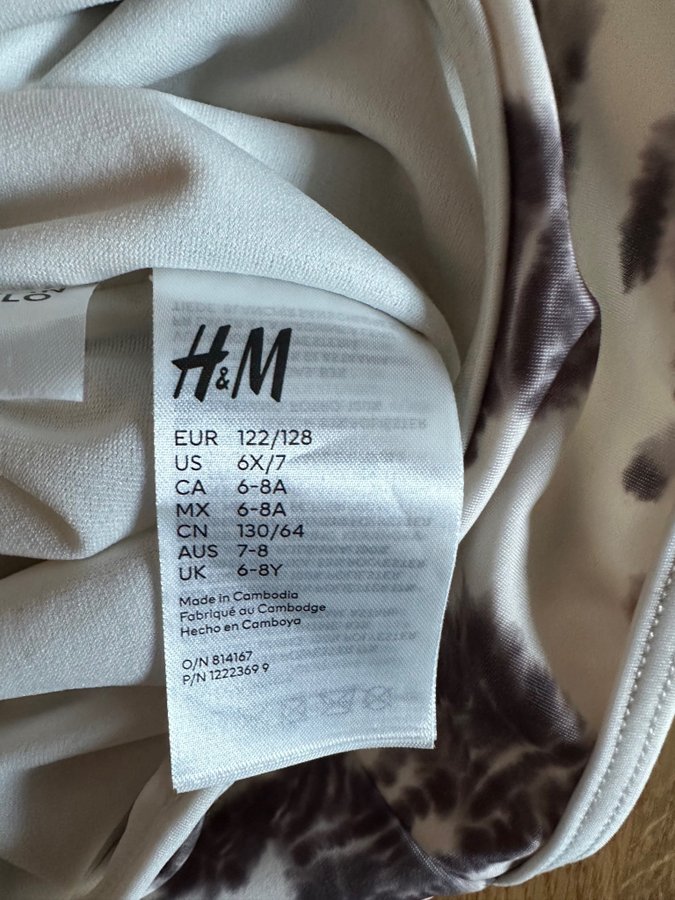 LO
H&M
EUR 122/128
US 6X/7
CA 6-8A
MX 6-8A
CN 130/64
AUS 7-8
UK 6-8Y
Made in Cambodia
Fabriqué au Cambodge
Hecho en Camboya
O/N 814167
P/N 1222369 9